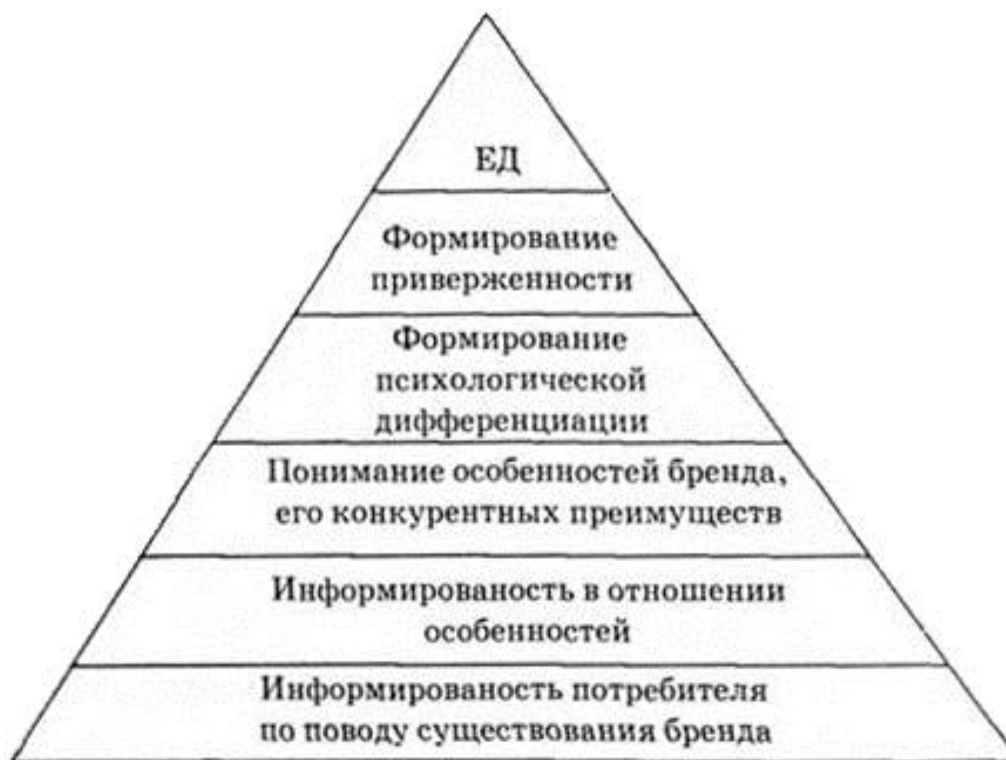 ЕД
Формирование
приверженности
Формирование
психологической
дифференциации
Понимание особенностей бренда,
его конкурентных преимуществ
Информированость в отношении
особенностей
Информированость потребителя
по поводу существования бренда